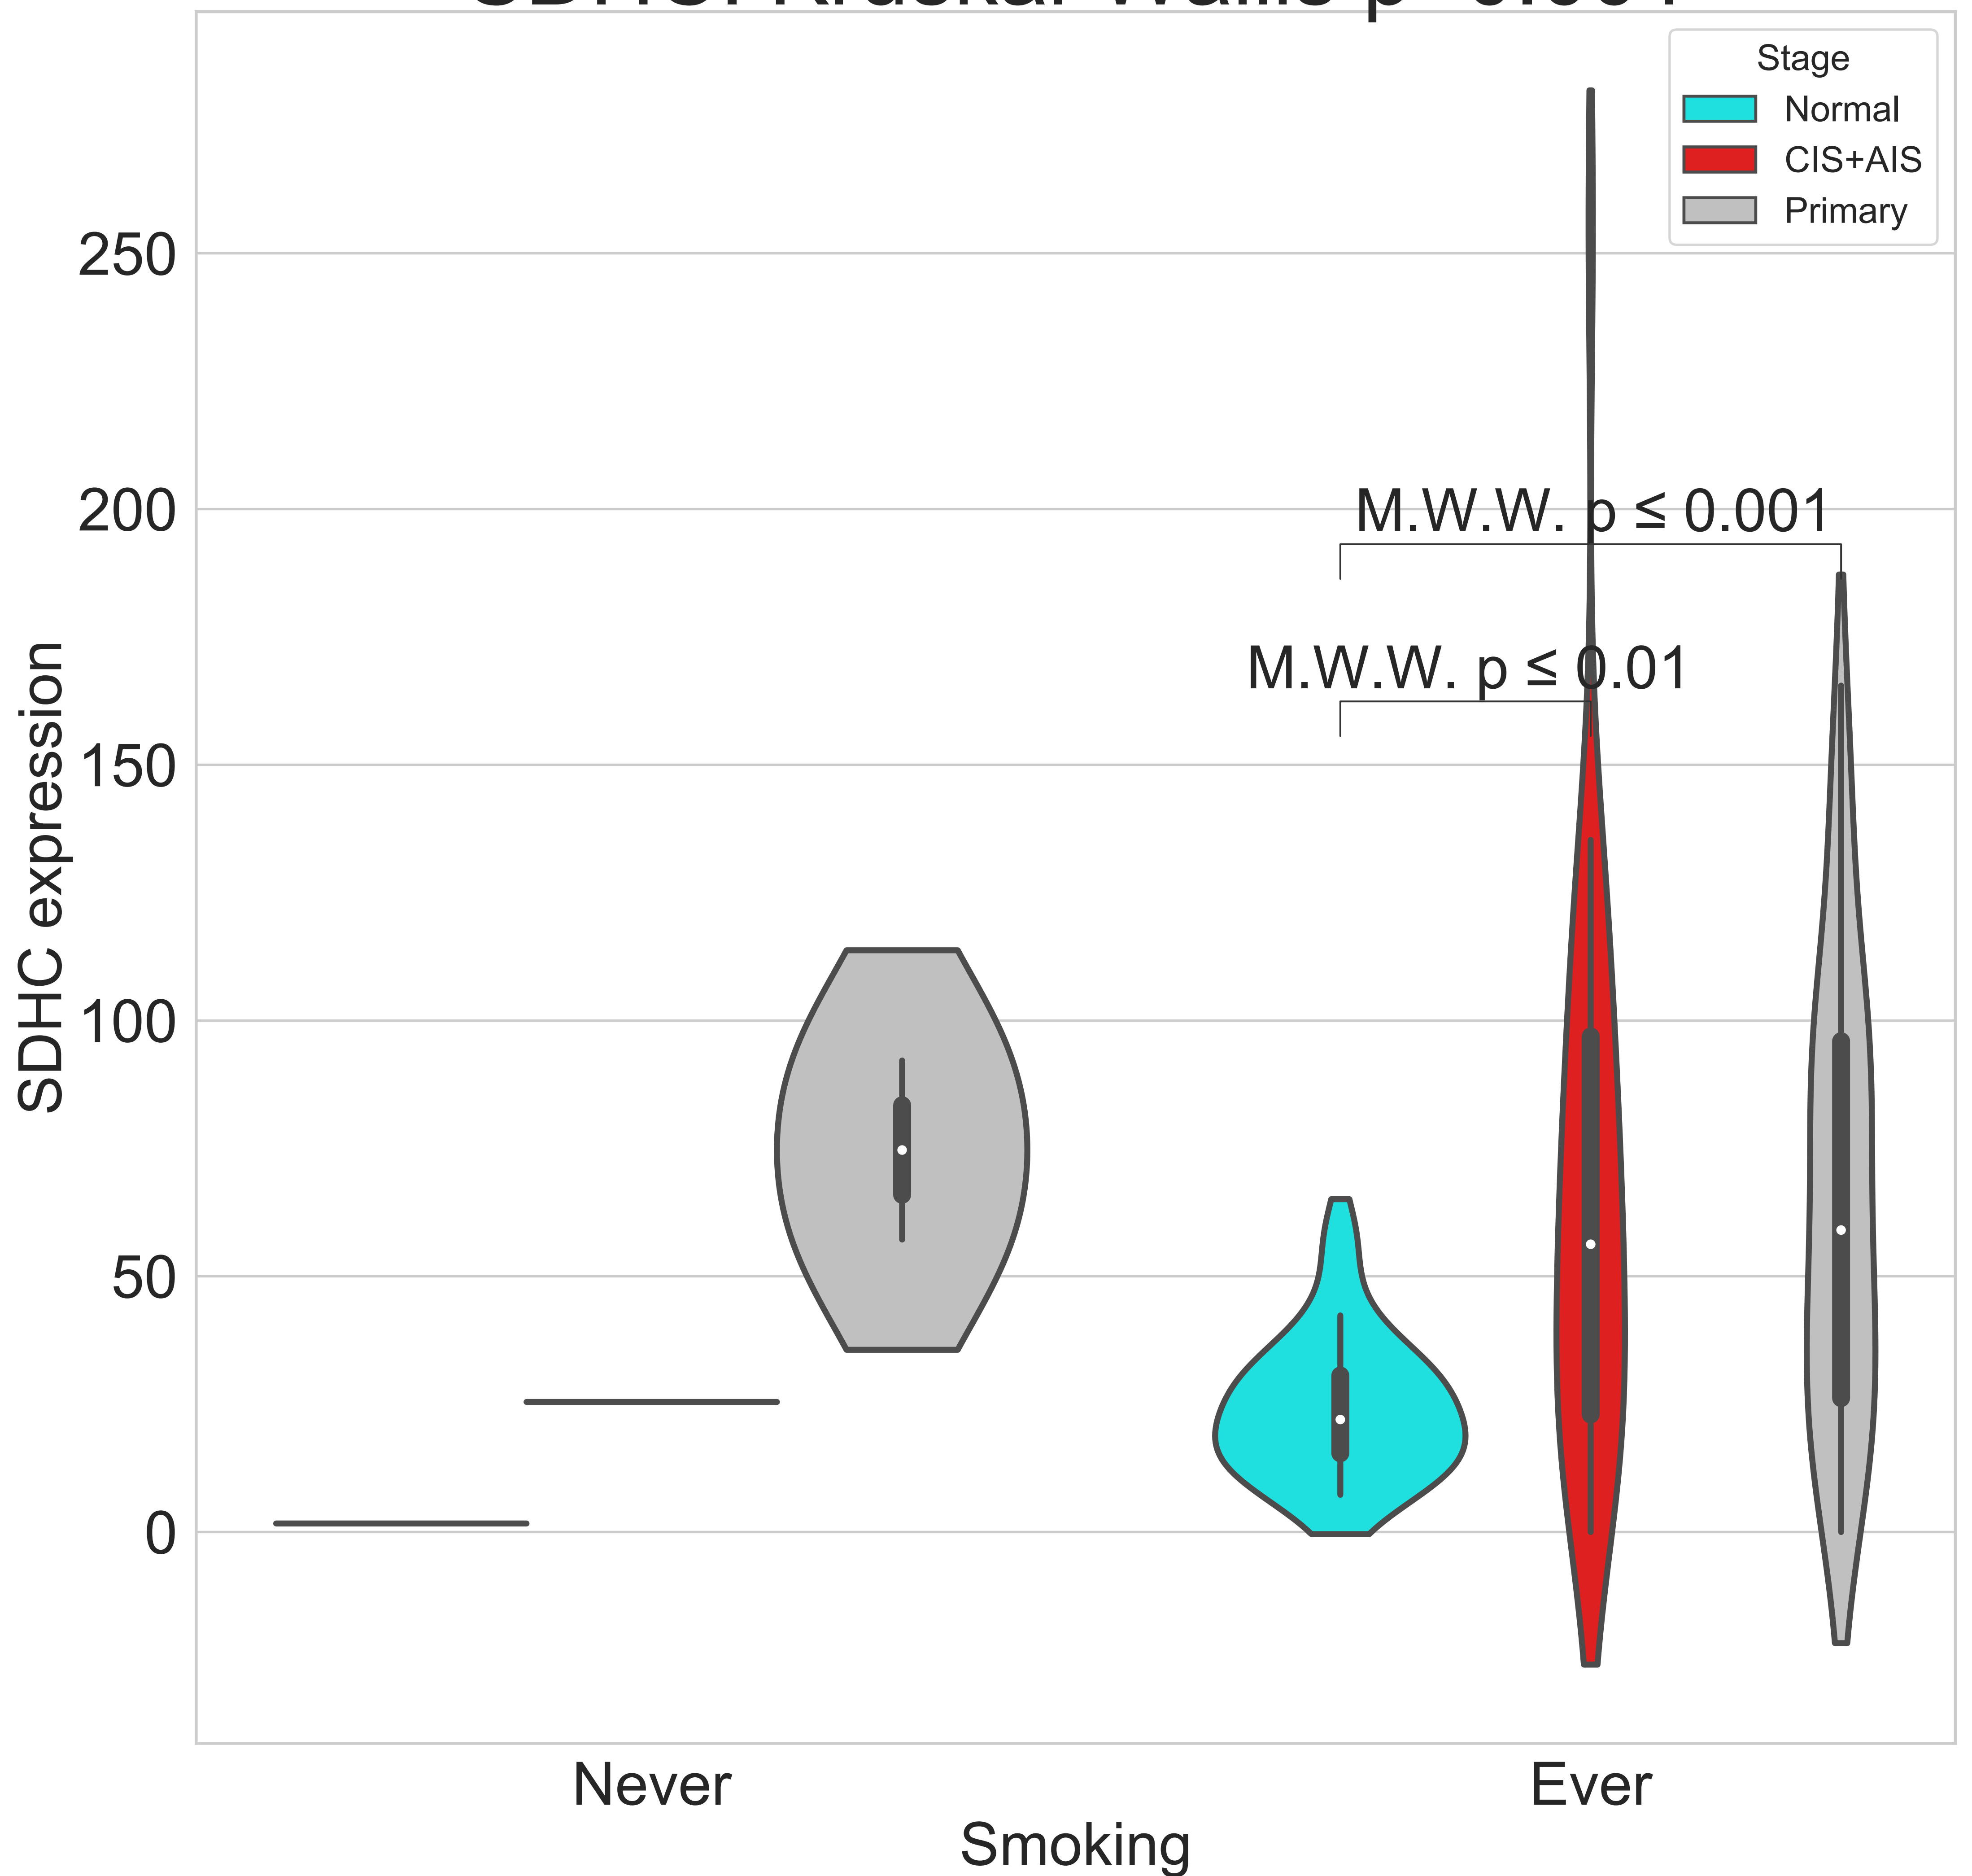 Stage
Normal
CIS+AIS
Primary
250
200
150
100
50
0
SDHC expression
M.W.W. p ≤ 0.001
M.W.W. p ≤ 0.01
Never
Ever
Smoking